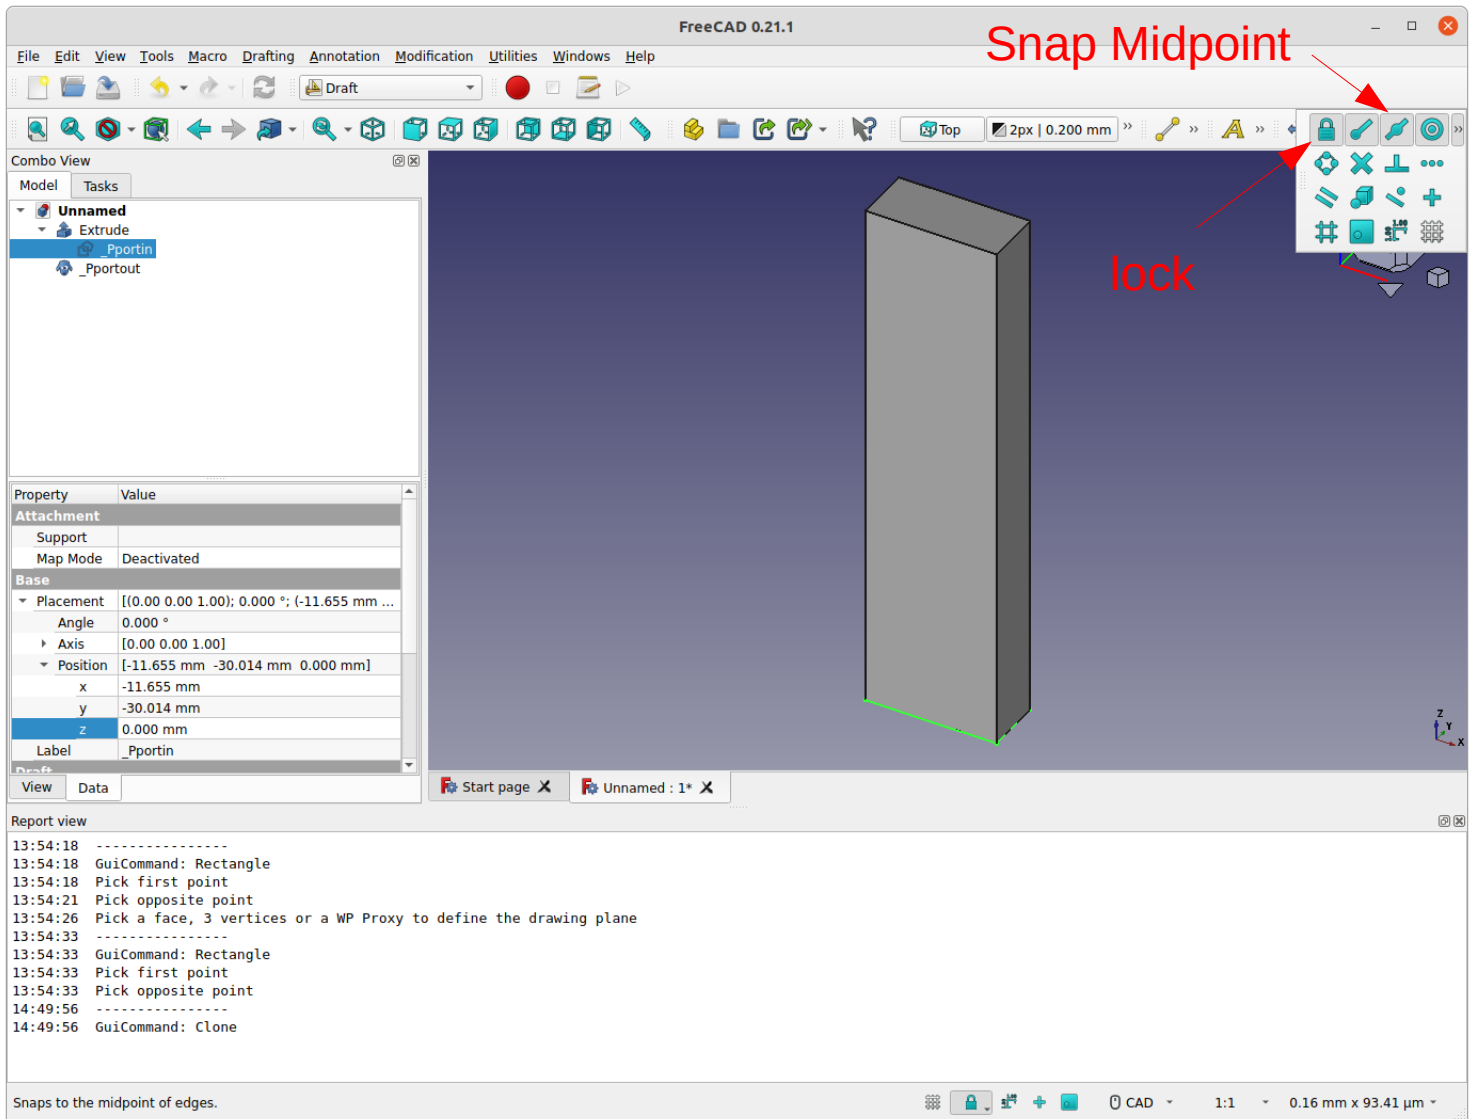 FreeCAD 0.21.1
Snap Midpoint
File Edit View Tools Macro Drafting Annotation Modification Utilities Windows Help
Draft
Top 2px | 0.200 mm
Combo View
Model Tasks
Unnamed
Extrude
_Pportin
_Pportout
lock
Property Value
Attachment
Support
Map Mode Deactivated
Base
Placement [(0.00 0.00 1.00); 0.000 °; (-11.655 mm ...
Angle 0.000 °
Axis [0.00 0.00 1.00]
Position [-11.655 mm -30.014 mm 0.000 mm]
x -11.655 mm
y -30.014 mm
z 0.000 mm
Label _Pportin
Draft
View Data
Z
Y
X
Start page Unnamed : 1*
Report view
13:54:18 ----------------
13:54:18 GuiCommand: Rectangle
13:54:18 Pick first point
13:54:21 Pick opposite point
13:54:26 Pick a face, 3 vertices or a WP Proxy to define the drawing plane
13:54:33 ----------------
13:54:33 GuiCommand: Rectangle
13:54:33 Pick first point
13:54:33 Pick opposite point
14:49:56 ----------------
14:49:56 GuiCommand: Clone
Snaps to the midpoint of edges. CAD 1:1 0.16 mm x 93.41 µm